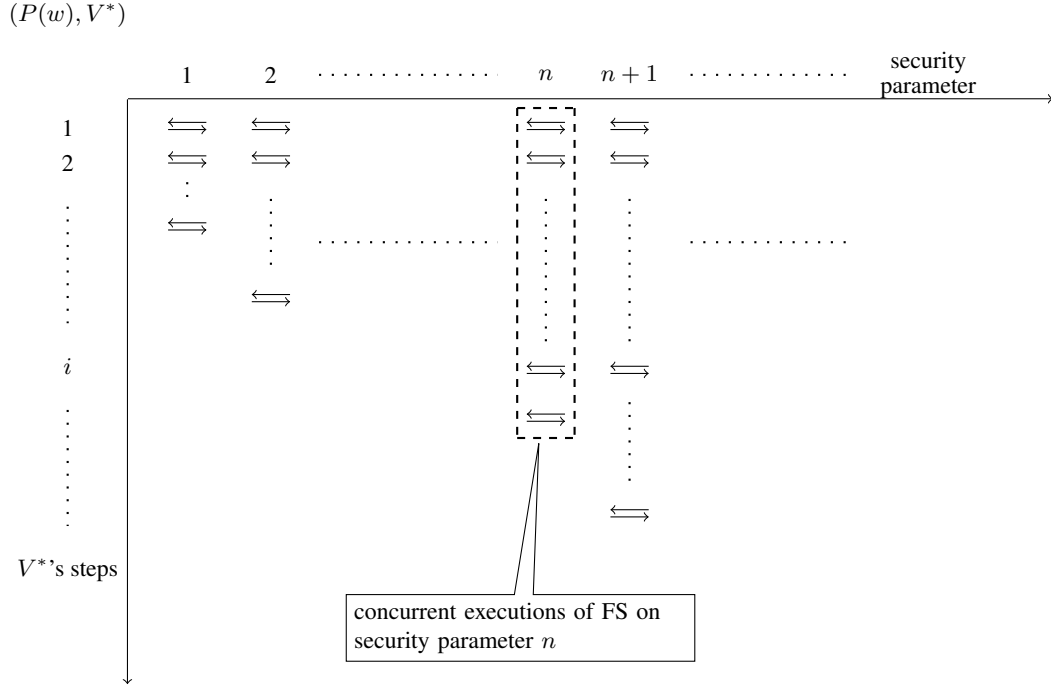 (P(w), V*)
1 2 ············ n n + 1 ············ security
parameter
1
2
i
V*'s steps
concurrent executions of FS on
security parameter n